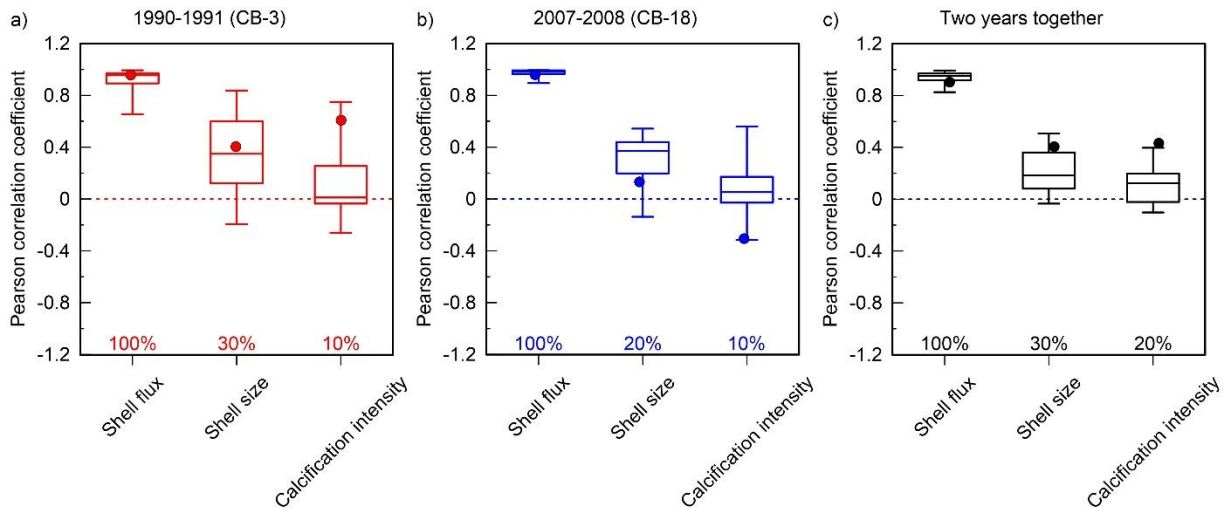 a) 1990-1991 (CB-3)
Pearson correlation coefficient
1.2
0.8
0.4
0
-0.4
-0.8
-1.2
100% 30% 10%
Shell flux
Shell size
Calcification intensity
b) 2007-2008 (CB-18)
Pearson correlation coefficient
1.2
0.8
0.4
0
-0.4
-0.8
-1.2
100% 20% 10%
Shell flux
Shell size
Calcification intensity
c) Two years together
Pearson correlation coefficient
1.2
0.8
0.4
0
-0.4
-0.8
-1.2
100% 30% 20%
Shell flux
Shell size
Calcification intensity